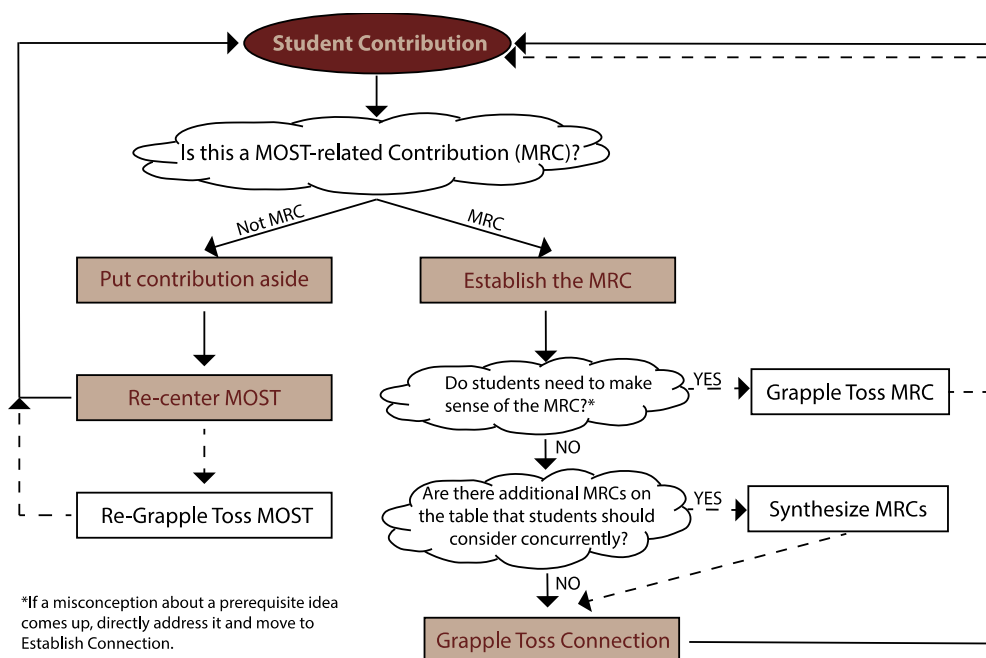 Student Contribution
Is this a MOST-related Contribution (MRC)?
Not MRC
MRC
Put contribution aside
Establish the MRC
Re-center MOST
Do students need to make
sense of the MRC?*
YES
Grapple Toss MRC
NO
Re-Grapple Toss MOST
Are there additional MRCs on
the table that students should
consider concurrently?
YES
Synthesize MRCs
NO
*If a misconception about a prerequisite idea
comes up, directly address it and move to
Establish Connection.
Grapple Toss Connection